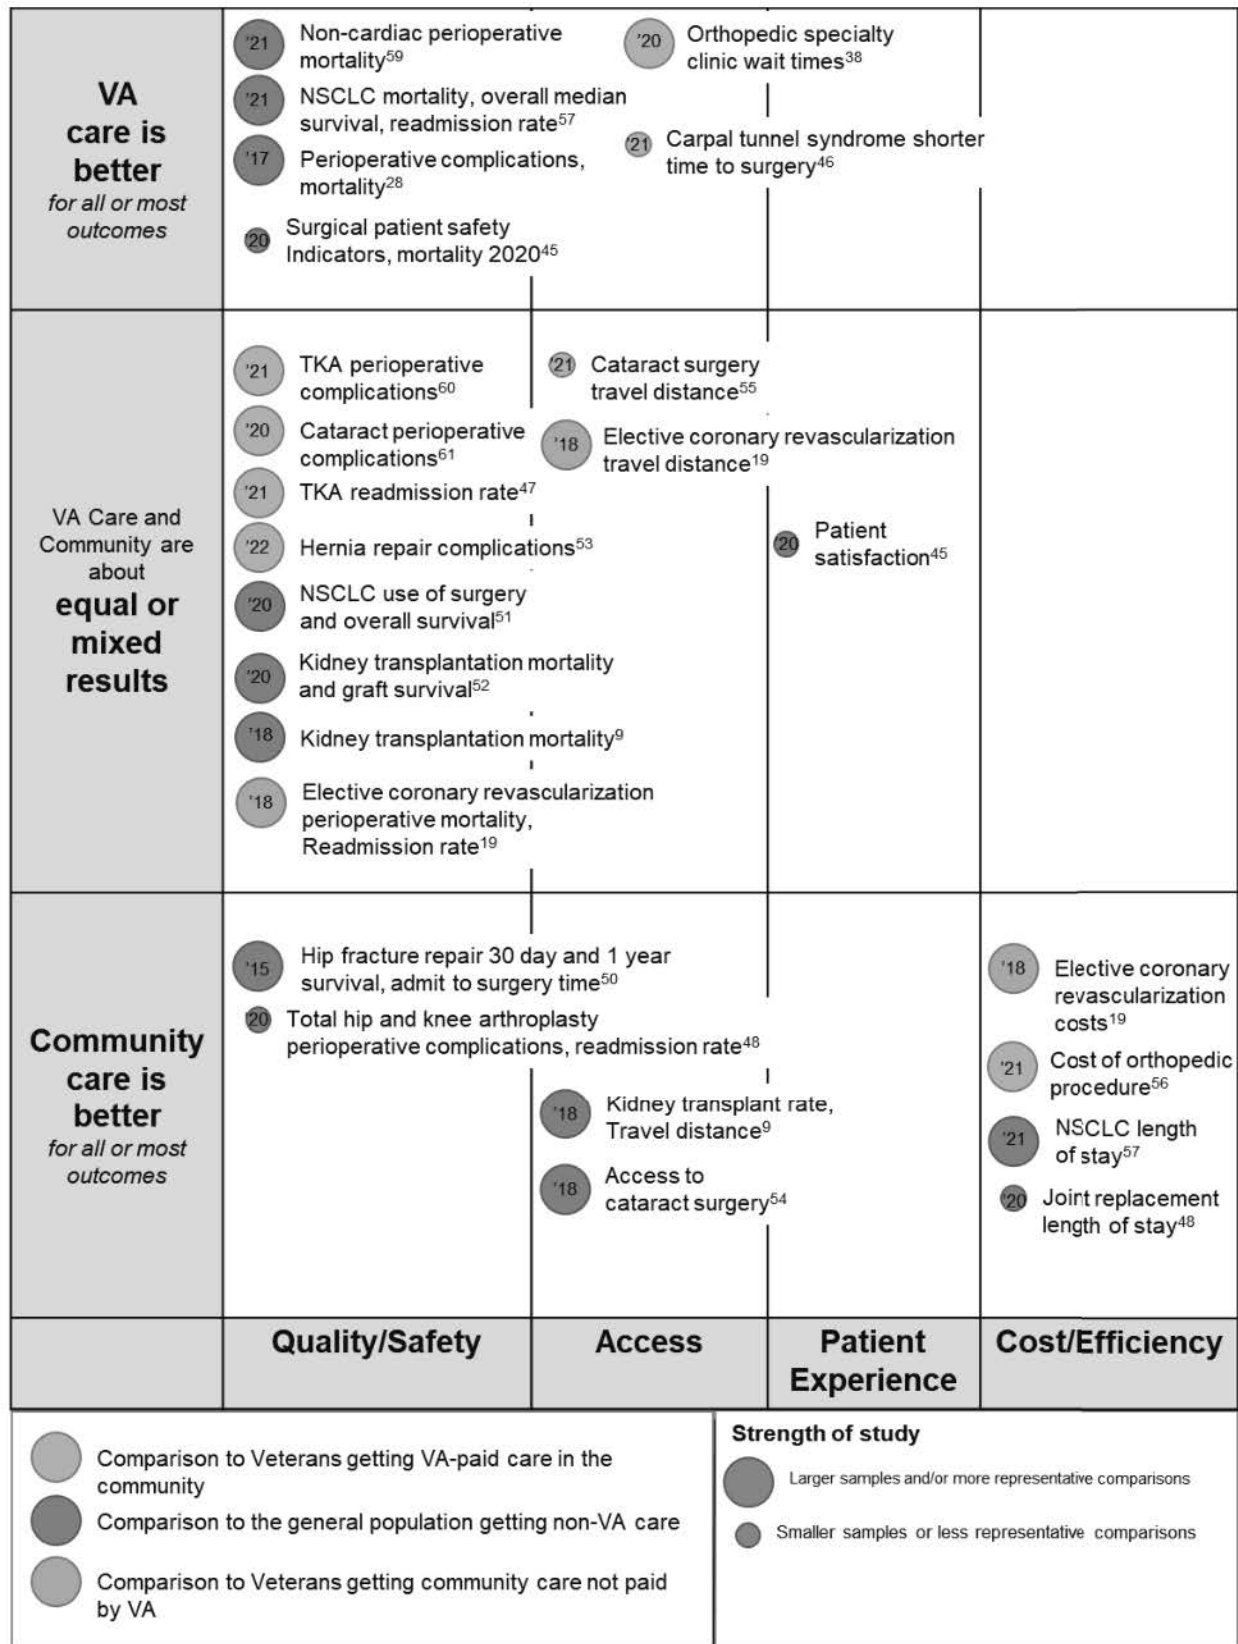 VA
care is
better
for all or most
outcomes
'21
Non-cardiac perioperative
mortality59
'21
NSCLC mortality, overall median
survival, readmission rate57
'17
Perioperative complications,
mortality28
'20
Surgical patient safety
Indicators, mortality 202045
'20
Orthopedic specialty
clinic wait times38
'21
Carpal tunnel syndrome shorter
time to surgery46
VA Care and
Community are
about
equal or
mixed
results
'21
TKA perioperative
complications60
'20
Cataract perioperative
complications61
'21
TKA readmission rate47
'22
Hernia repair complications53
'20
NSCLC use of surgery
and overall survival51
'20
Kidney transplantation mortality
and graft survival52
'18
Kidney transplantation mortality9
'18
Elective coronary revascularization
perioperative mortality,
Readmission rate19
'21
Cataract surgery
travel distance55
'18
Elective coronary revascularization
travel distance19
'20
Patient
satisfaction45
Community
care is
better
for all or most
outcomes
'15
Hip fracture repair 30 day and 1 year
survival, admit to surgery time50
'20
Total hip and knee arthroplasty
perioperative complications, readmission rate48
'18
Kidney transplant rate,
Travel distance9
'18
Access to
cataract surgery54
'18
Elective coronary
revascularization
costs19
'21
Cost of orthopedic
procedure56
'21
NSCLC length
of stay57
'20
Joint replacement
length of stay48
Quality/Safety
Access
Patient
Experience
Cost/Efficiency
Comparison to Veterans getting VA-paid care in the
community
Comparison to the general population getting non-VA care
Comparison to Veterans getting community care not paid
by VA
Strength of study
Larger samples and/or more representative comparisons
Smaller samples or less representative comparisons